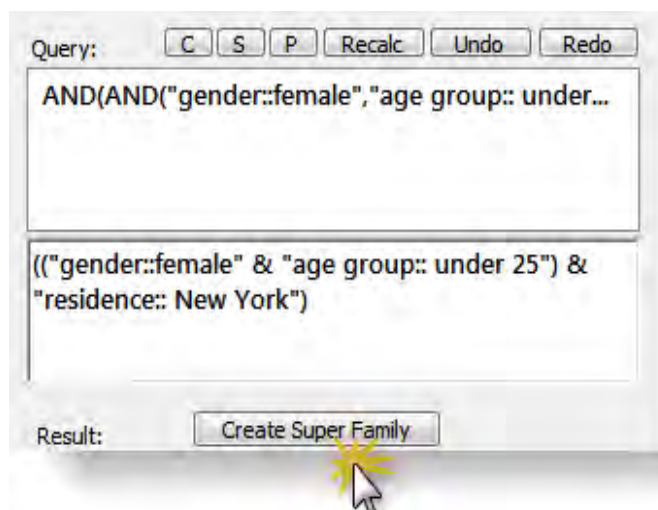 Query: C S P Recalc Undo Redo
AND(AND("gender::female","age group:: under...
(("gender::female" & "age group:: under 25") &
"residence:: New York")
Result: Create Super Family